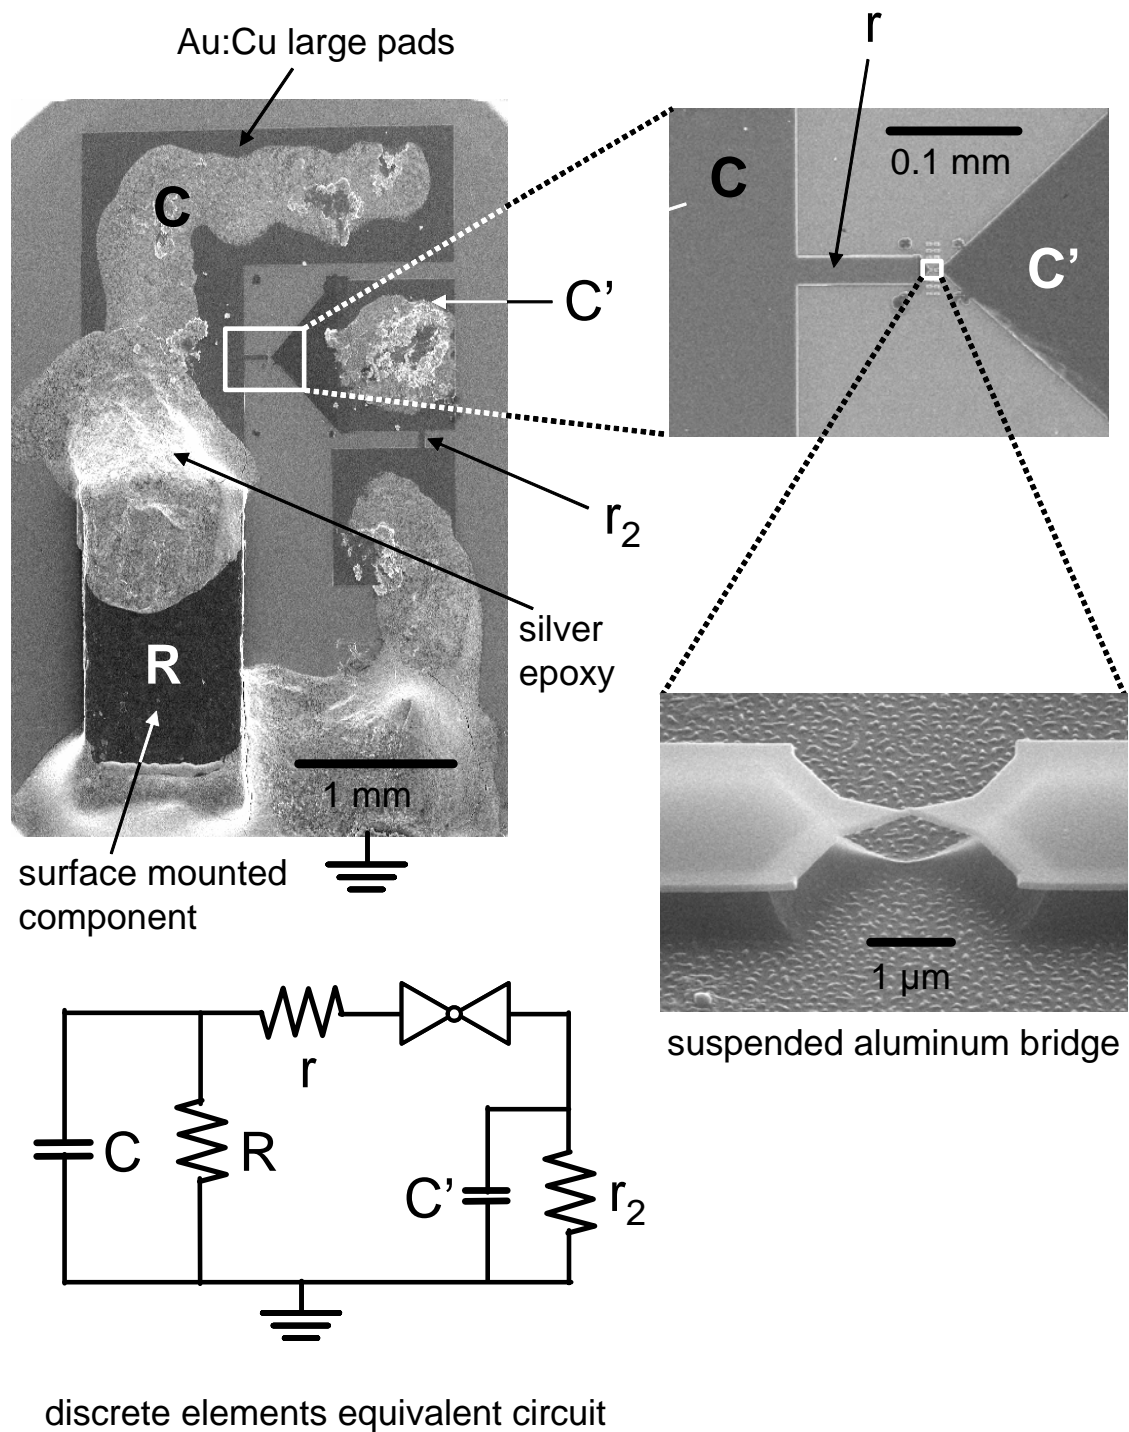 Au:Cu large pads
r
C
0.1 mm
C
C'
C'
r2
silver
epoxy
R
1 mm
surface mounted
component
1 μm
suspended aluminum bridge
r
C
R
C'
r2
discrete elements equivalent circuit